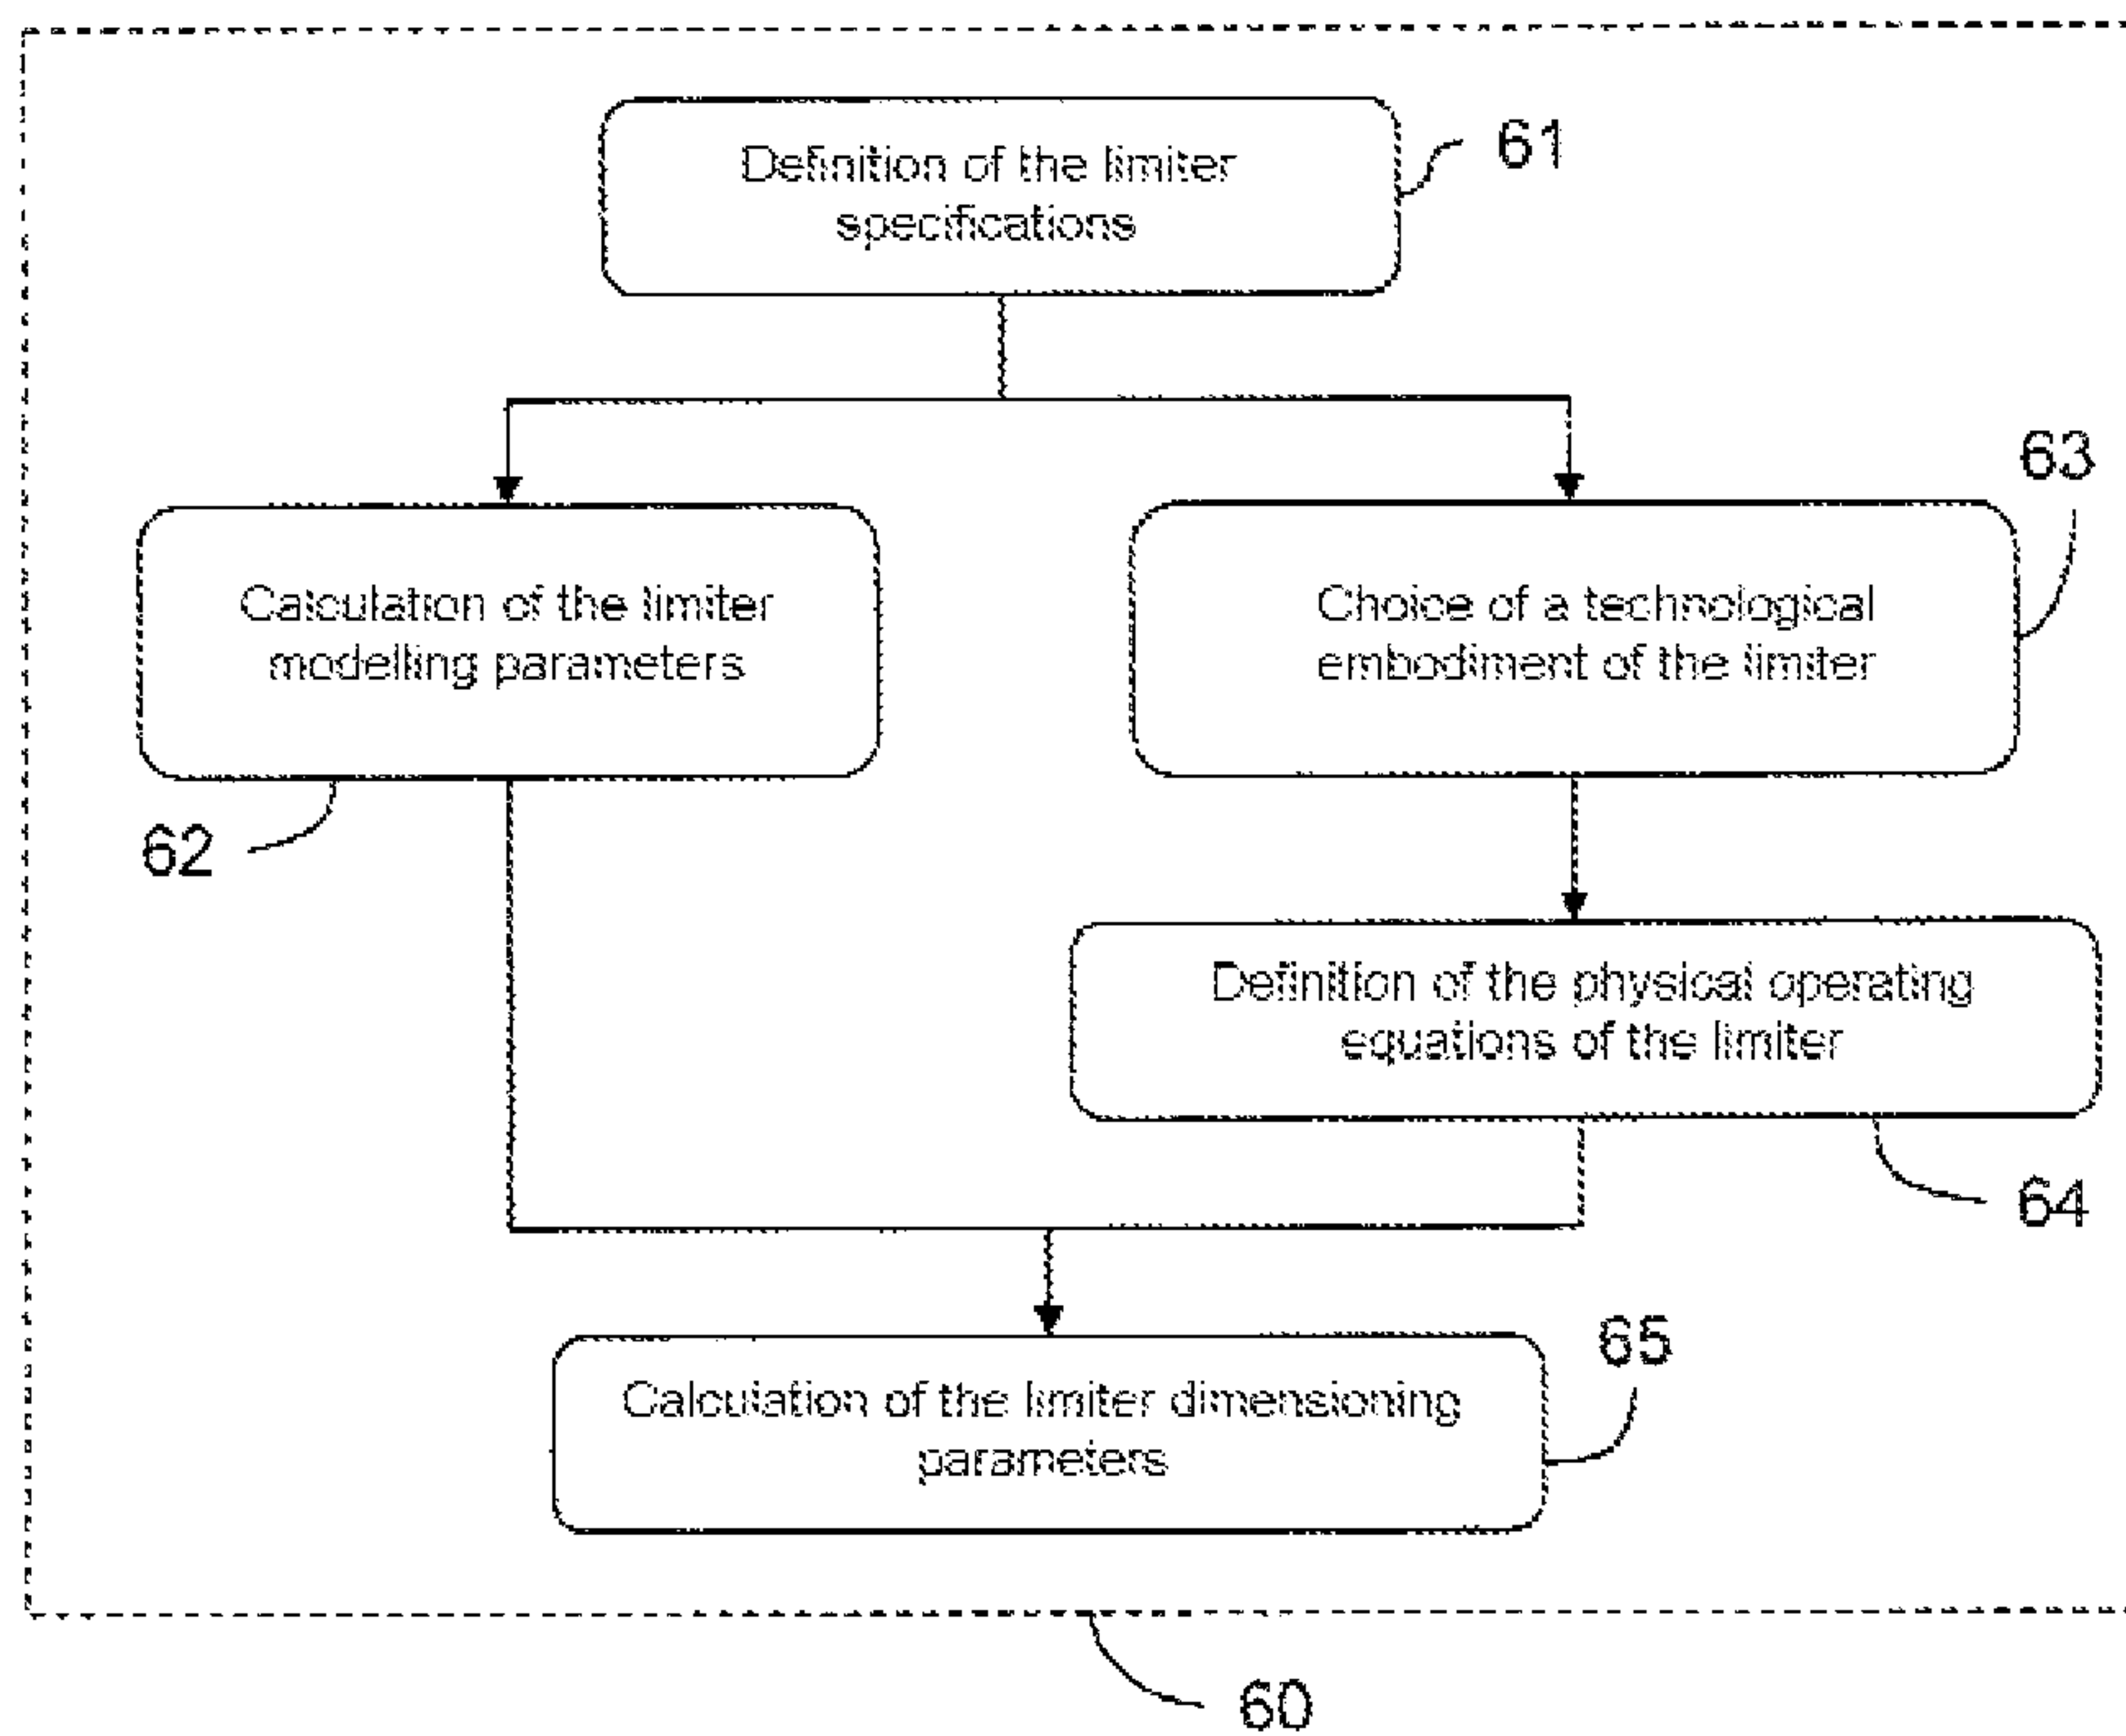 Definition of the limiter
specifications
61
63
Calculation of the limiter
modelling parameters
Choice of a technological
embodiment of the limiter
62
Definition of the physical operating
equations of the limiter
64
65
Calculation of the limiter dimensioning
parameters
60